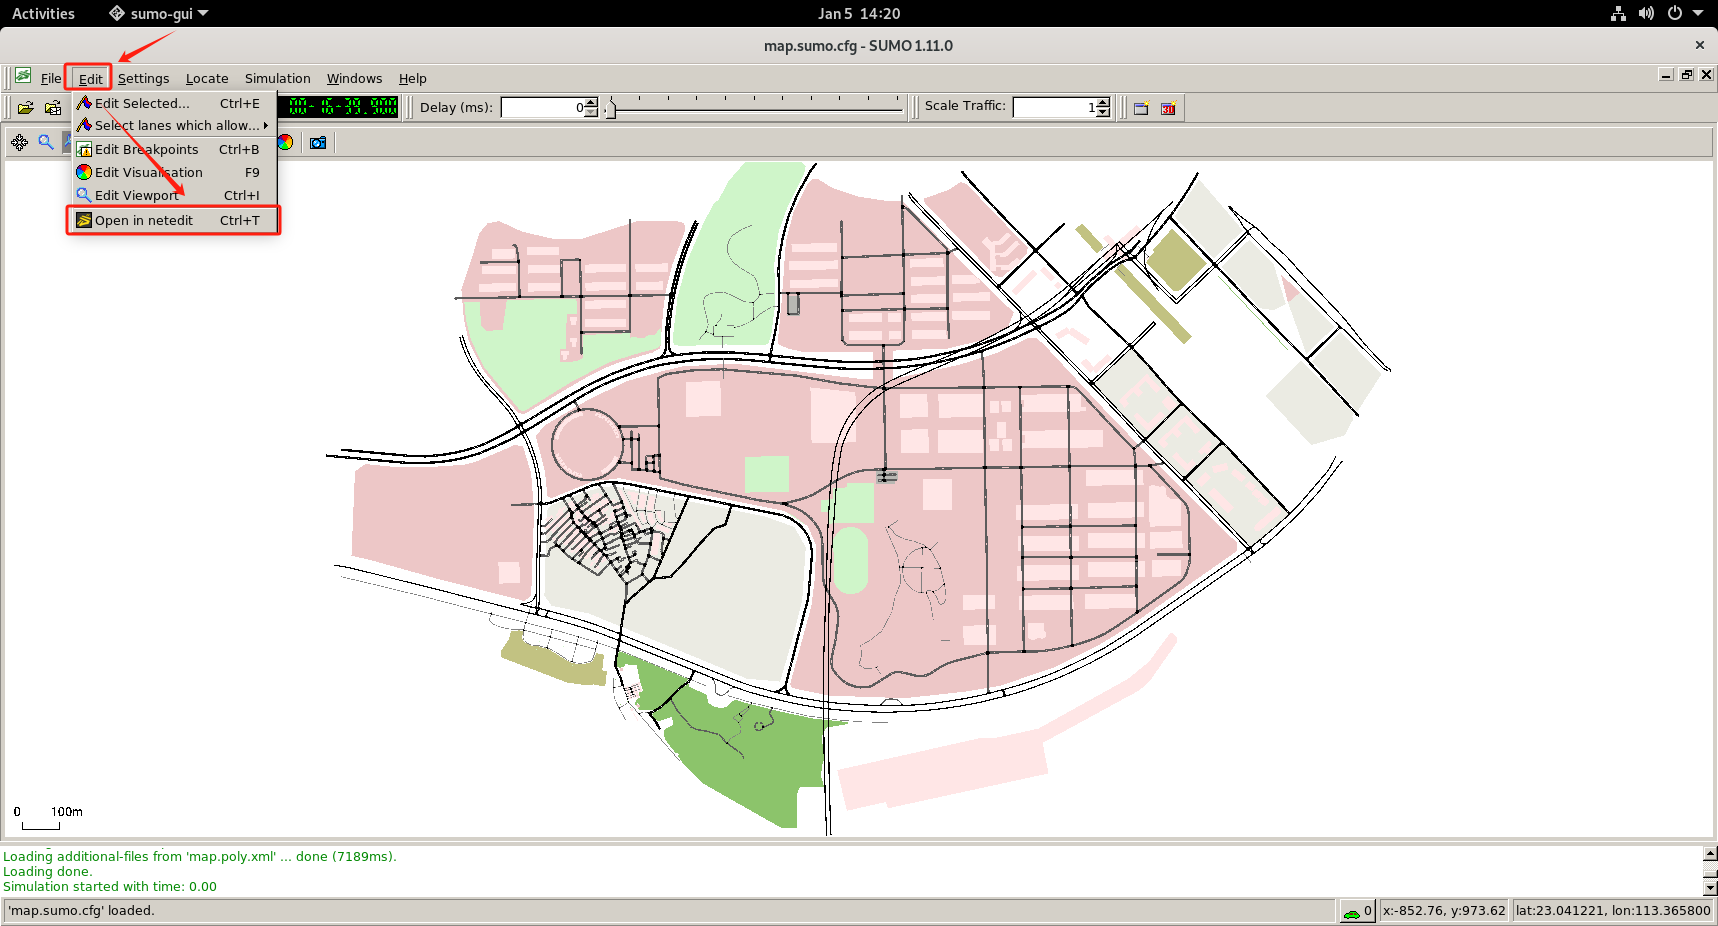 Activities sumo-gui Jan 5 14:20
map.sumo.cfg - SUMO 1.11.0
File Edit Settings Locate Simulation Windows Help
Edit Selected... Ctrl+E
00-16-39.900 Delay (ms): 0 Scale Traffic: 1
Select lanes which allow...
Edit Breakpoints Ctrl+B
Edit Visualisation F9
Edit Viewport Ctrl+I
Open in netedit Ctrl+T
0 100m
Loading additional-files from 'map.poly.xml' ... done (7189ms).
Loading done.
Simulation started with time: 0.00
'map.sumo.cfg' loaded. 0 x:-852.76, y:973.62 lat:23.041221, lon:113.365800